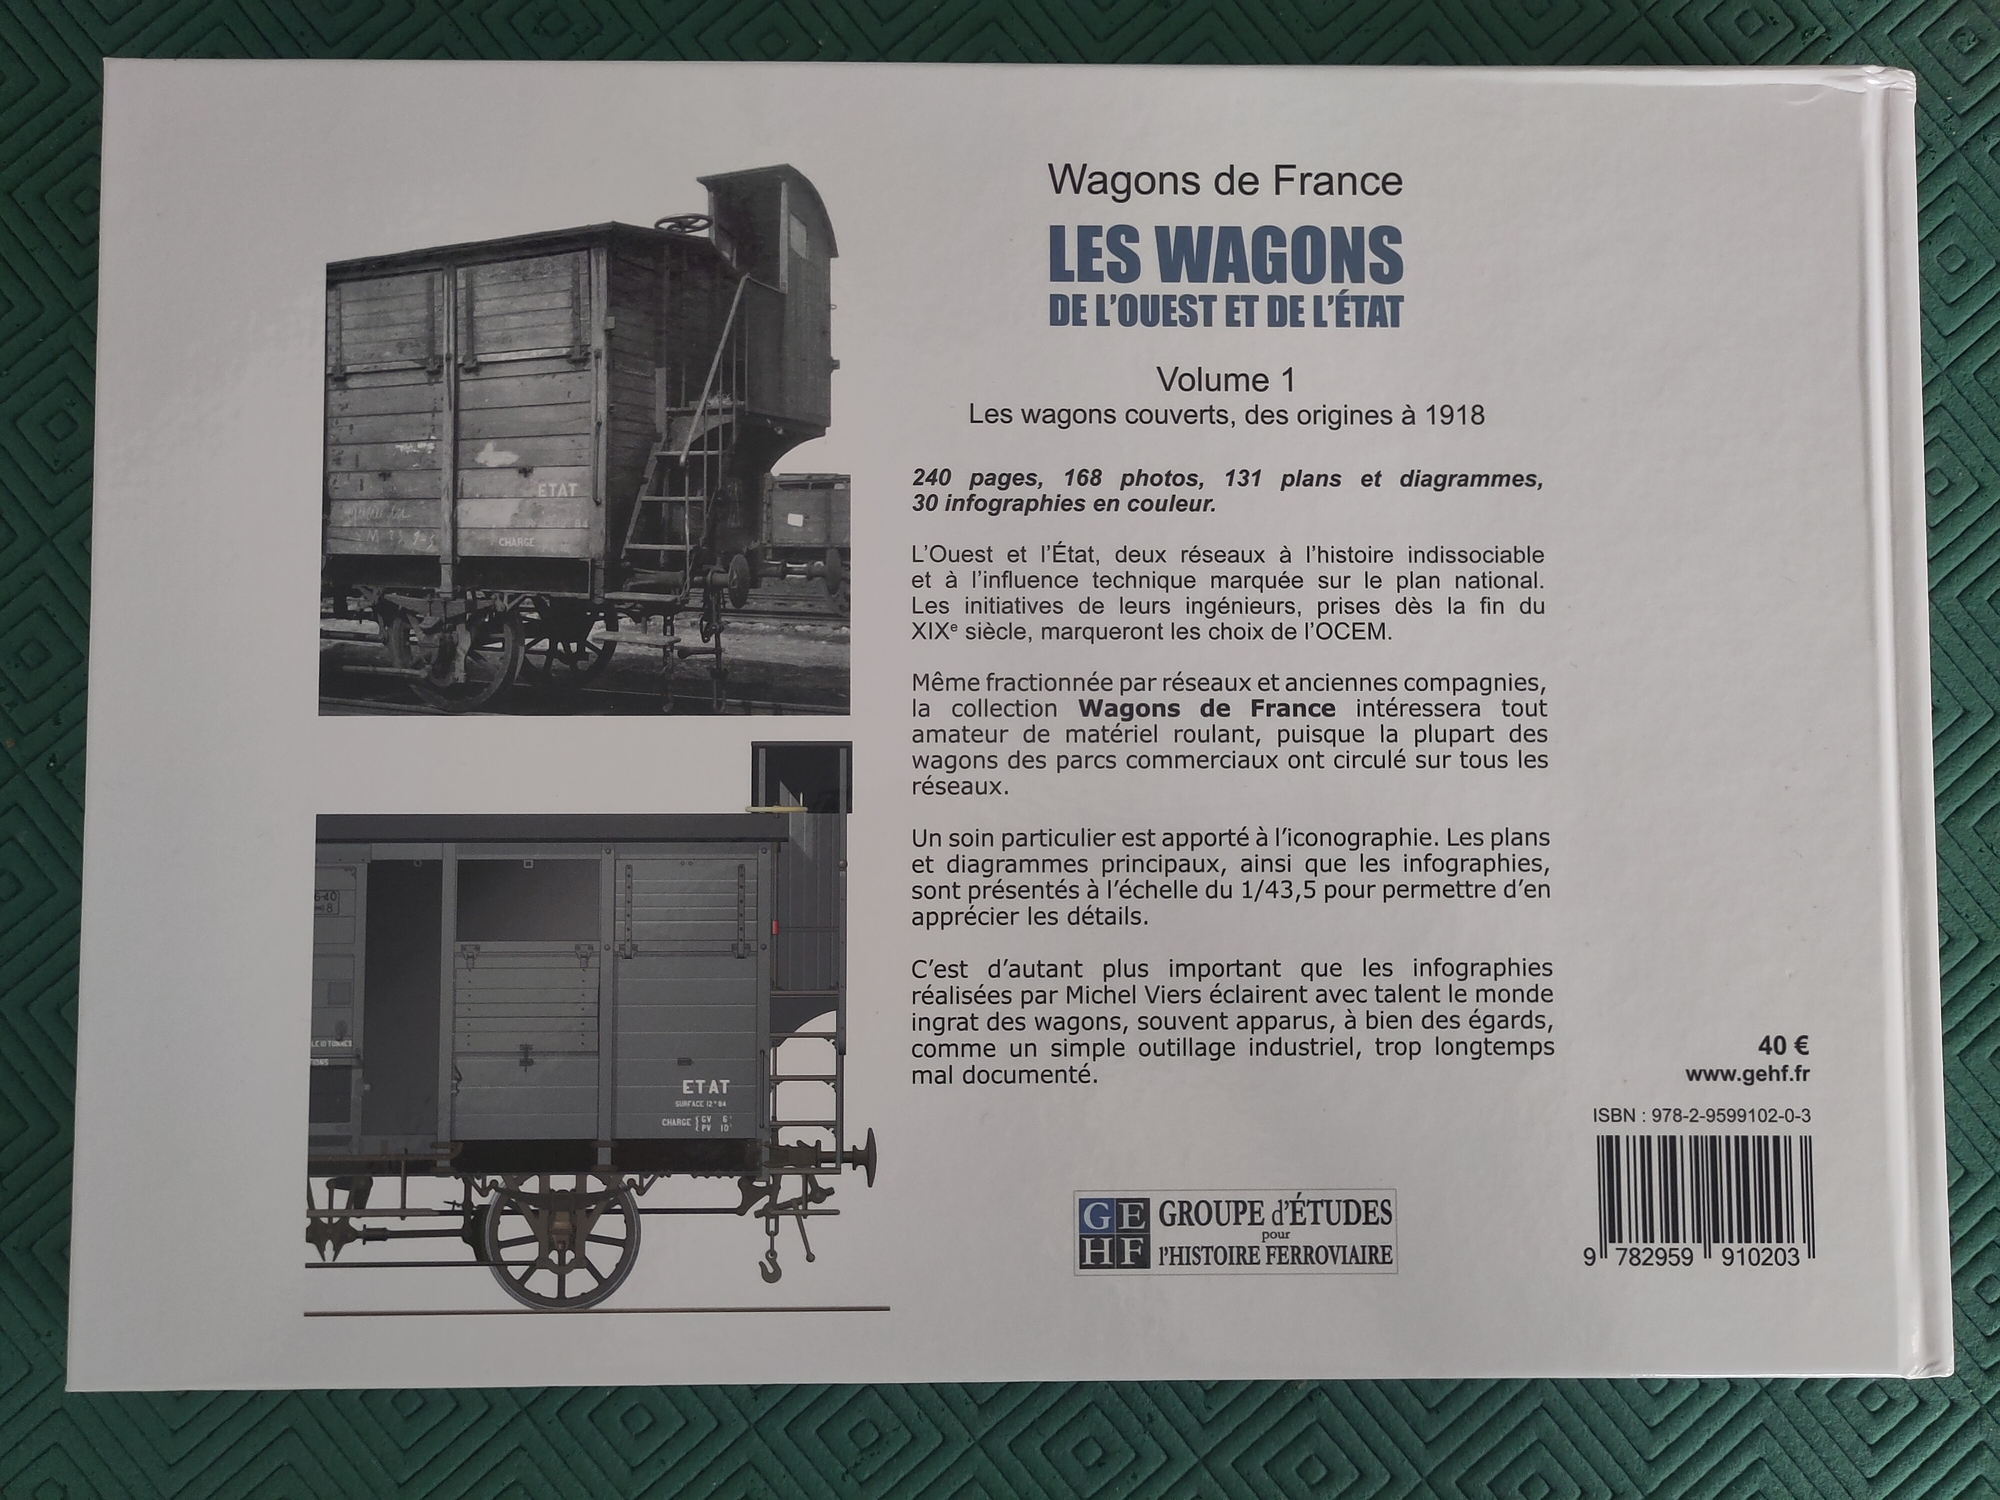 Wagons de France
LES WAGONS
DE L'OUEST ET DE L'ÉTAT
Volume 1
Les wagons couverts, des origines à 1918
240 pages, 168 photos, 131 plans et diagrammes,
30 infographies en couleur.
L'Ouest et l'État, deux réseaux à l'histoire indissociable
et à l'influence technique marquée sur le plan national.
Les initiatives de leurs ingénieurs, prises dès la fin du
XIXe siècle, marqueront les choix de l'OCEM.
Même fractionnée par réseaux et anciennes compagnies,
la collection Wagons de France intéressera tout
amateur de matériel roulant, puisque la plupart des
wagons des parcs commerciaux ont circulé sur tous les
réseaux.
Un soin particulier est apporté à l'iconographie. Les plans
et diagrammes principaux, ainsi que les infographies,
sont présentés à l'échelle du 1/43,5 pour permettre d'en
apprécier les détails.
C'est d'autant plus important que les infographies
réalisées par Michel Viers éclairent avec talent le monde
ingrat des wagons, souvent apparus, à bien des égards,
comme un simple outillage industriel, trop longtemps
mal documenté.
40 €
www.gehf.fr
ISBN : 978-2-9599102-0-3
9 782959 910203
GE
HF
GROUPE d'ÉTUDES
pour
l'HISTOIRE FERROVIAIRE
ETAT
CHARGE
ETAT
SURFACE 12 84
CHARGE { GV 6
PV 10